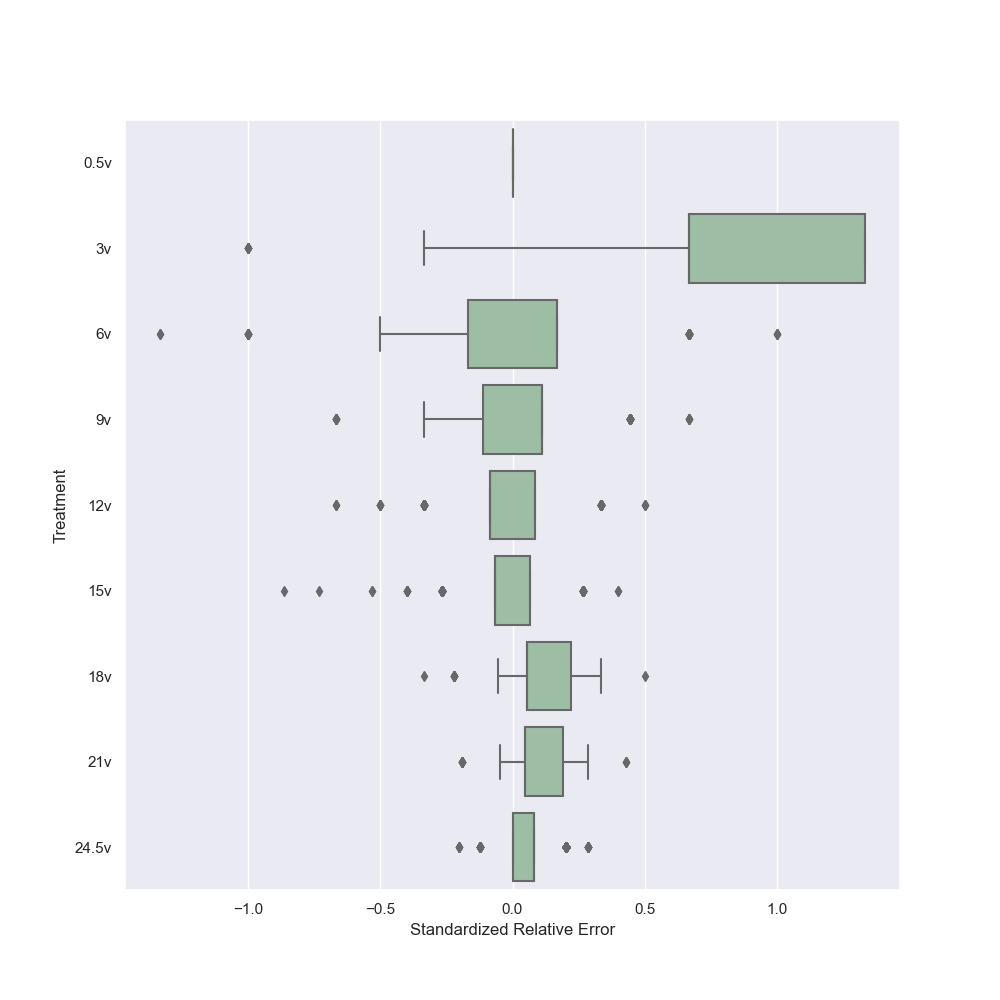 0.5v
3v
6v
9v
12v
15v
18v
21v
24.5v
Treatment
−1.0
−0.5
0.0
0.5
1.0
Standardized Relative Error